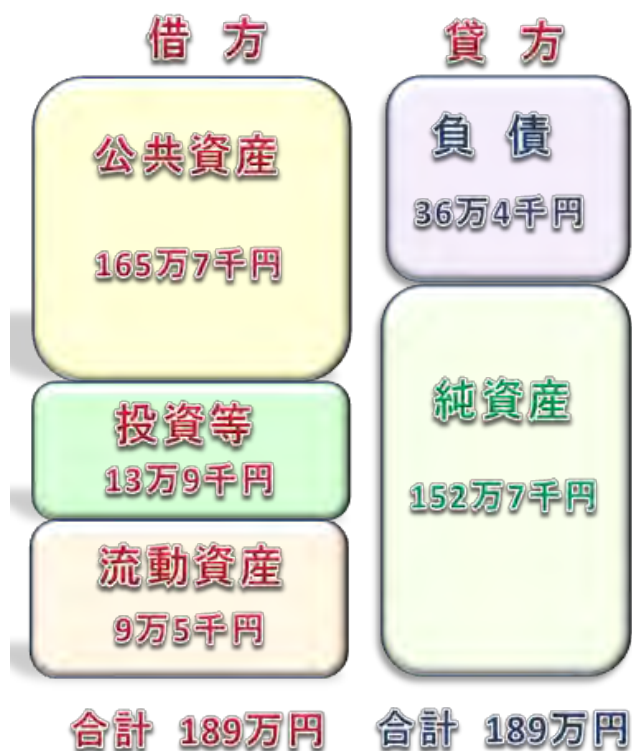 借方
公共資産
165万7千円
投資等
13万9千円
流動資産
9万5千円
合計 189万円
貸方
負債
36万4千円
純資産
152万7千円
合計 189万円